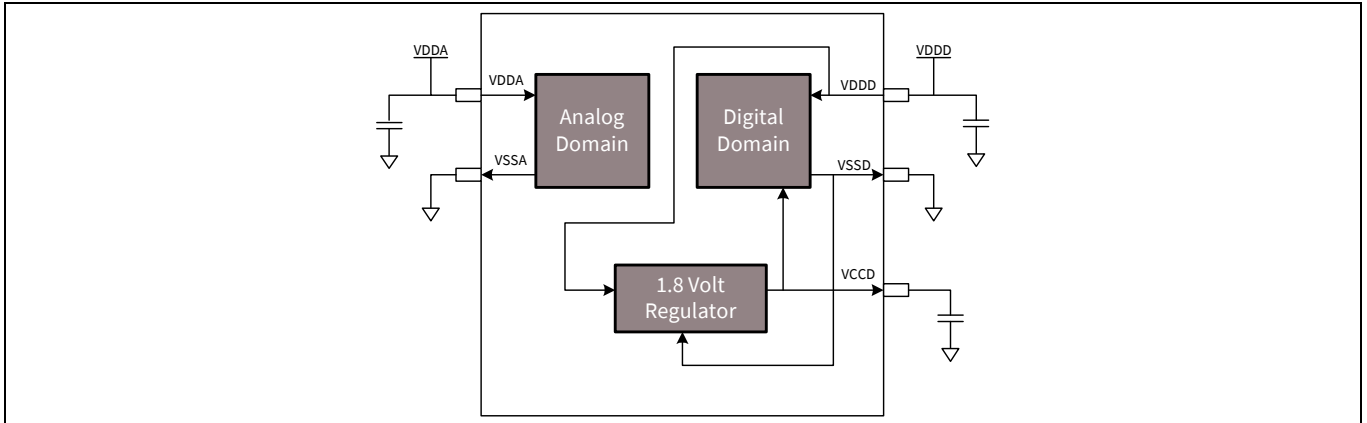 VDDA
VDDD
VDDA
VDDD
Analog
Domain
Digital
Domain
VSSA
VSSD
VCCD
1.8 Volt
Regulator